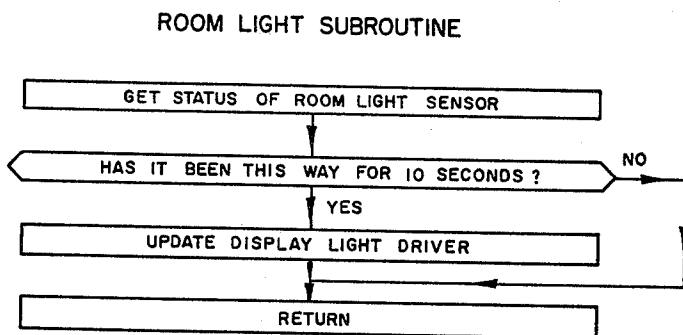 ROOM LIGHT SUBROUTINE
GET STATUS OF ROOM LIGHT SENSOR
HAS IT BEEN THIS WAY FOR 10 SECONDS?
NO
YES
UPDATE DISPLAY LIGHT DRIVER
RETURN